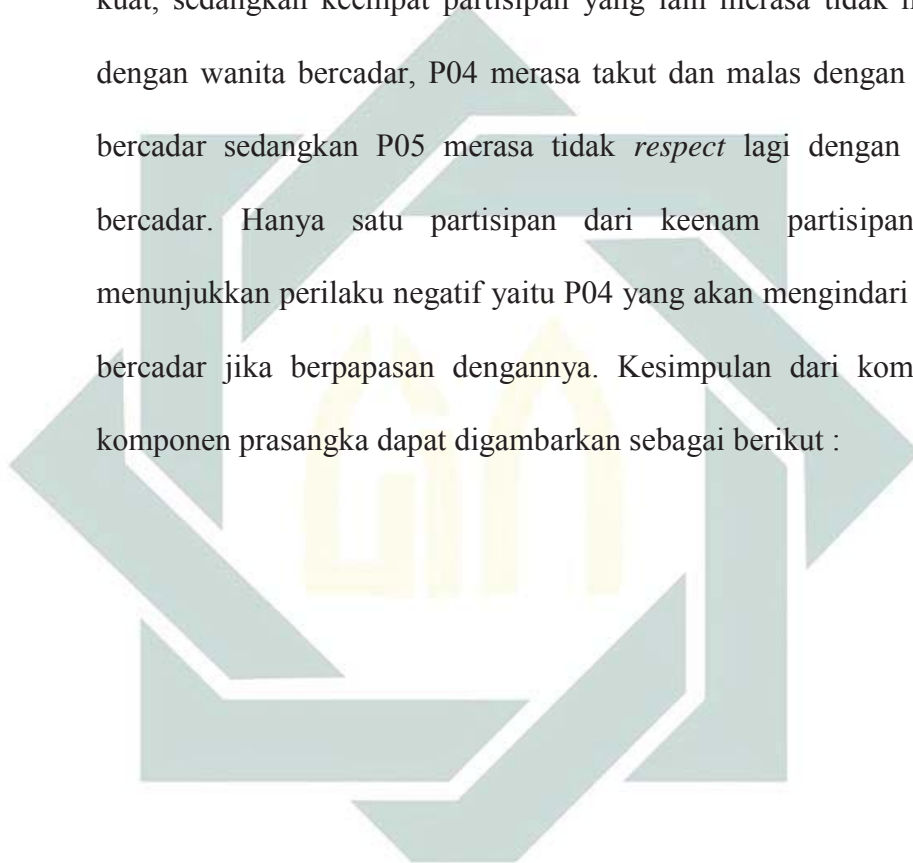 kuat, sedangkan keempat partisipan yang lain merasa tidak
dengan wanita bercadar, P04 merasa takut dan malas dengan
bercadar sedangkan P05 merasa tidak respect lagi dengan
bercadar. Hanya satu partisipan dari keenam partisipan
menunjukkan perilaku negatif yaitu P04 yang akan mengindari
bercadar jika berpapasan dengannya. Kesimpulan dari kom
komponen prasangka dapat digambarkan sebagai berikut :